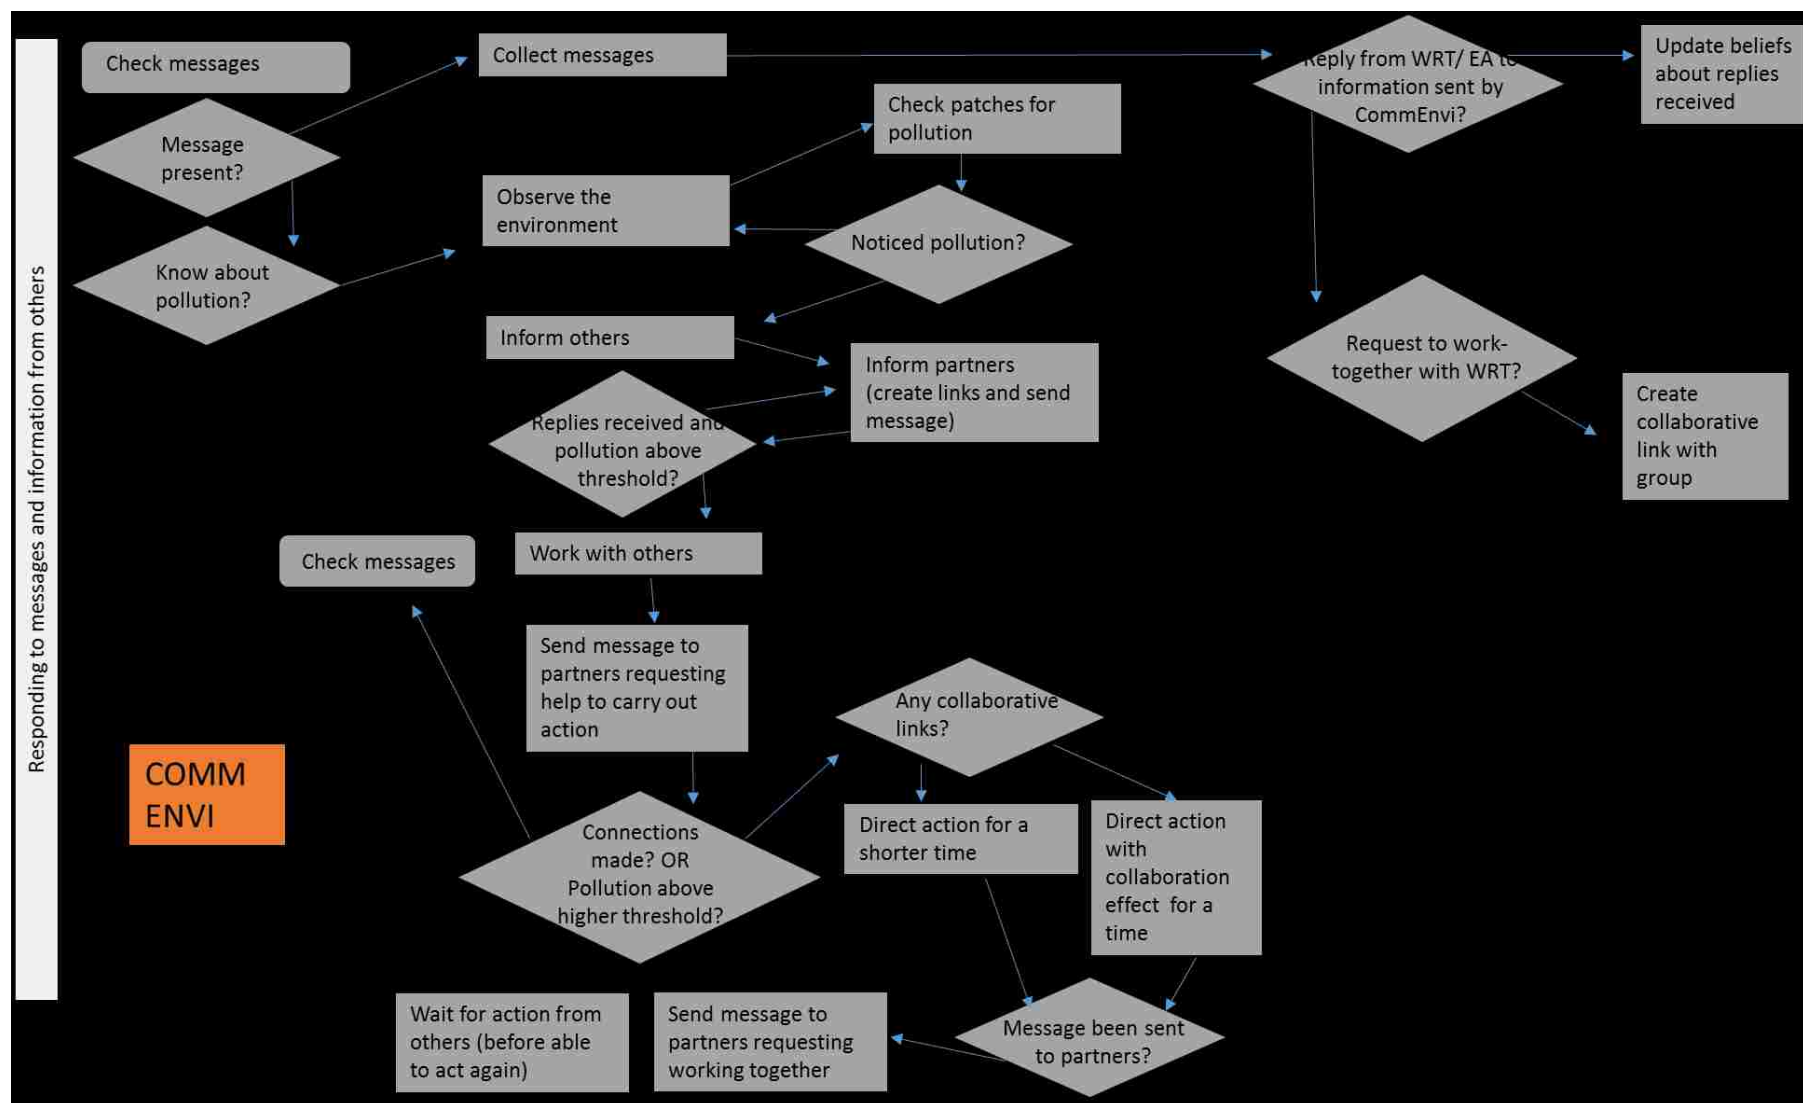 Responding to messages and information from others
Check messages
Message
present?
Know about
pollution?
Collect messages
Observe the
environment
Check patches for
pollution
Noticed pollution?
Reply from WRT/ EA to
information sent by
CommEnvi?
Update beliefs
about replies
received
Inform others
Inform partners
(create links and send
message)
Replies received and
pollution above
threshold?
Request to work-
together with WRT?
Create
collaborative
link with
group
Check messages
Work with others
Send message to
partners requesting
help to carry out
action
Any collaborative
links?
COMM
ENVI
Connections
made? OR
Pollution above
higher threshold?
Direct action for a
shorter time
Direct action
with
collaboration
effect for a
time
Wait for action from
others (before able
to act again)
Send message to
partners requesting
working together
Message been sent
to partners?